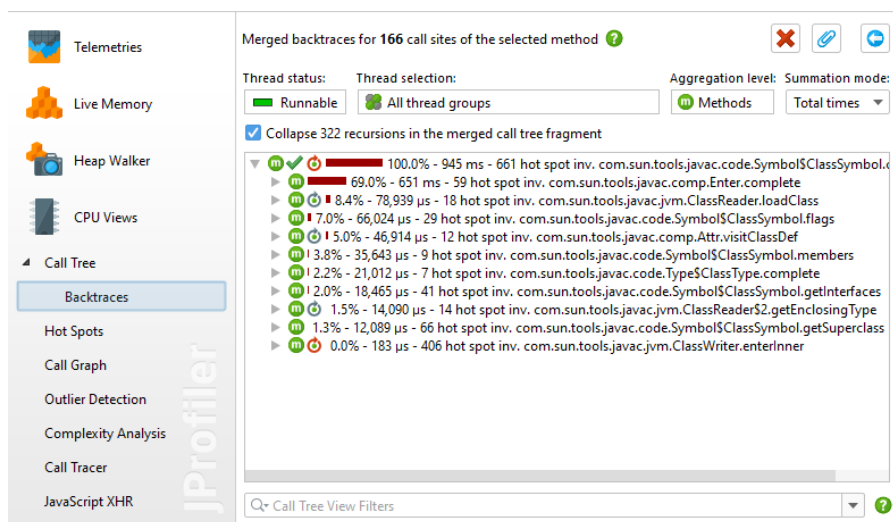 Telemetries
Live Memory
Heap Walker
CPU Views
Call Tree
Backtraces
Hot Spots
Call Graph
Outlier Detection
Complexity Analysis
Call Tracer
JavaScript XHR
JProfiler
Merged backtraces for 166 call sites of the selected method
Thread status: Thread selection: Aggregation level: Summation mode:
Runnable All thread groups Methods Total times
Collapse 322 recursions in the merged call tree fragment
100.0% - 945 ms - 661 hot spot inv. com.sun.tools.javac.code.Symbol$ClassSymbol.c
69.0% - 651 ms - 59 hot spot inv. com.sun.tools.javac.comp.Enter.complete
8.4% - 78,939 µs - 18 hot spot inv. com.sun.tools.javac.jvm.ClassReader.loadClass
7.0% - 66,024 µs - 29 hot spot inv. com.sun.tools.javac.code.Symbol$ClassSymbol.flags
5.0% - 46,914 µs - 12 hot spot inv. com.sun.tools.javac.comp.Attr.visitClassDef
3.8% - 35,643 µs - 9 hot spot inv. com.sun.tools.javac.code.Symbol$ClassSymbol.members
2.2% - 21,012 µs - 7 hot spot inv. com.sun.tools.javac.code.Type$ClassType.complete
2.0% - 18,465 µs - 41 hot spot inv. com.sun.tools.javac.code.Symbol$ClassSymbol.getInterfaces
1.5% - 14,090 µs - 14 hot spot inv. com.sun.tools.javac.jvm.ClassReader$2.getEnclosingType
1.3% - 12,089 µs - 66 hot spot inv. com.sun.tools.javac.code.Symbol$ClassSymbol.getSuperclass
0.0% - 183 µs - 406 hot spot inv. com.sun.tools.javac.jvm.ClassWriter.enterInner
Call Tree View Filters